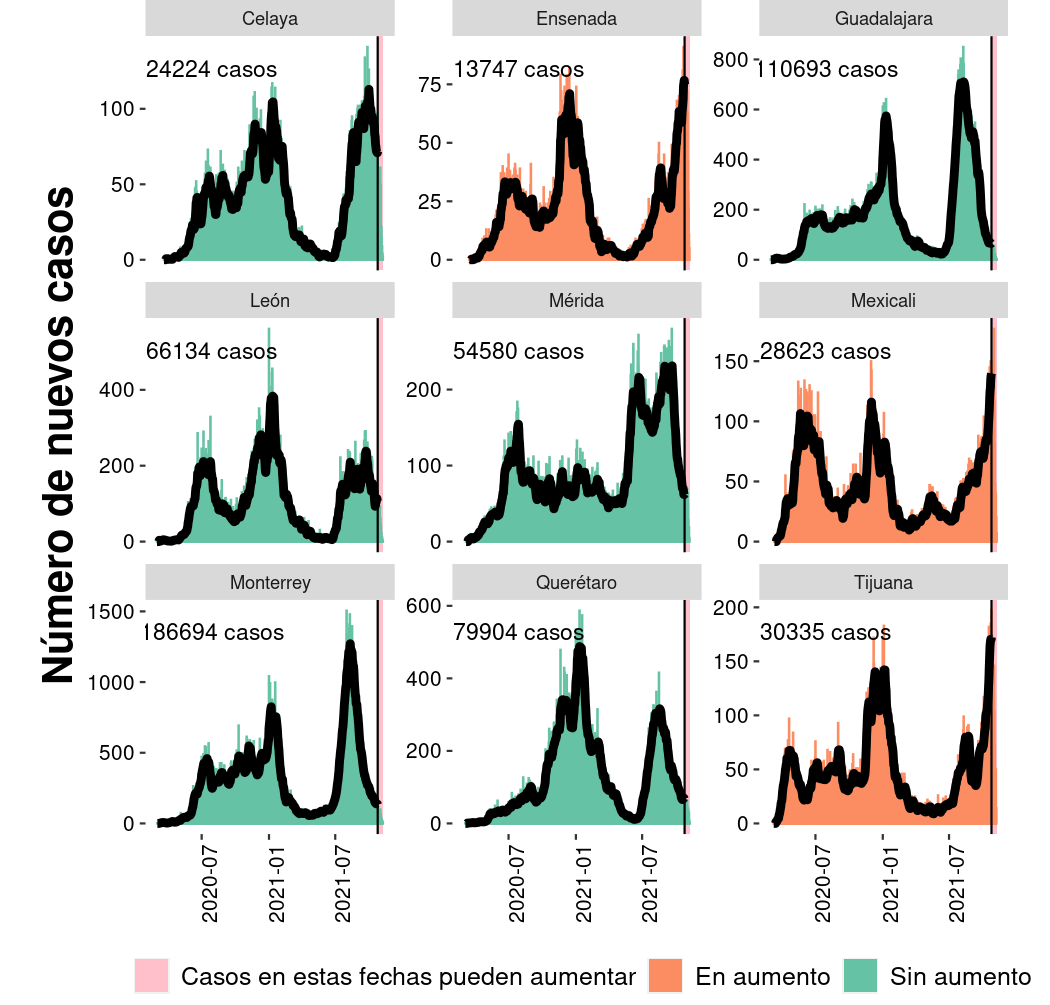 Número de nuevos casos
Celaya
24224 casos
100
50
0
Ensenada
13747 casos
75
50
25
0
Guadalajara
110693 casos
800
600
400
200
0
León
66134 casos
400
200
0
Mérida
54580 casos
200
100
0
Mexicali
28623 casos
150
100
50
0
Monterrey
186694 casos
1500
1000
500
0
2020-07
2021-01
2021-07
Querétaro
79904 casos
600
400
200
0
2020-07
2021-01
2021-07
Tijuana
30335 casos
200
150
100
50
0
2020-07
2021-01
2021-07
Casos en estas fechas pueden aumentar En aumento Sin aumento